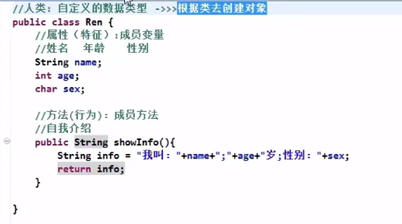 //人类：自定义的数据类型 ->>>根据类去创建对象
public class Ren {
//属性（特征）:成员变量
//姓名 年龄 性别
String name;
int age;
char sex;
//方法(行为)：成员方法
//自我介绍
public String showInfo(){
String info = "我叫："+name+";"+age+"岁;性别："+sex;
return info;
}
}